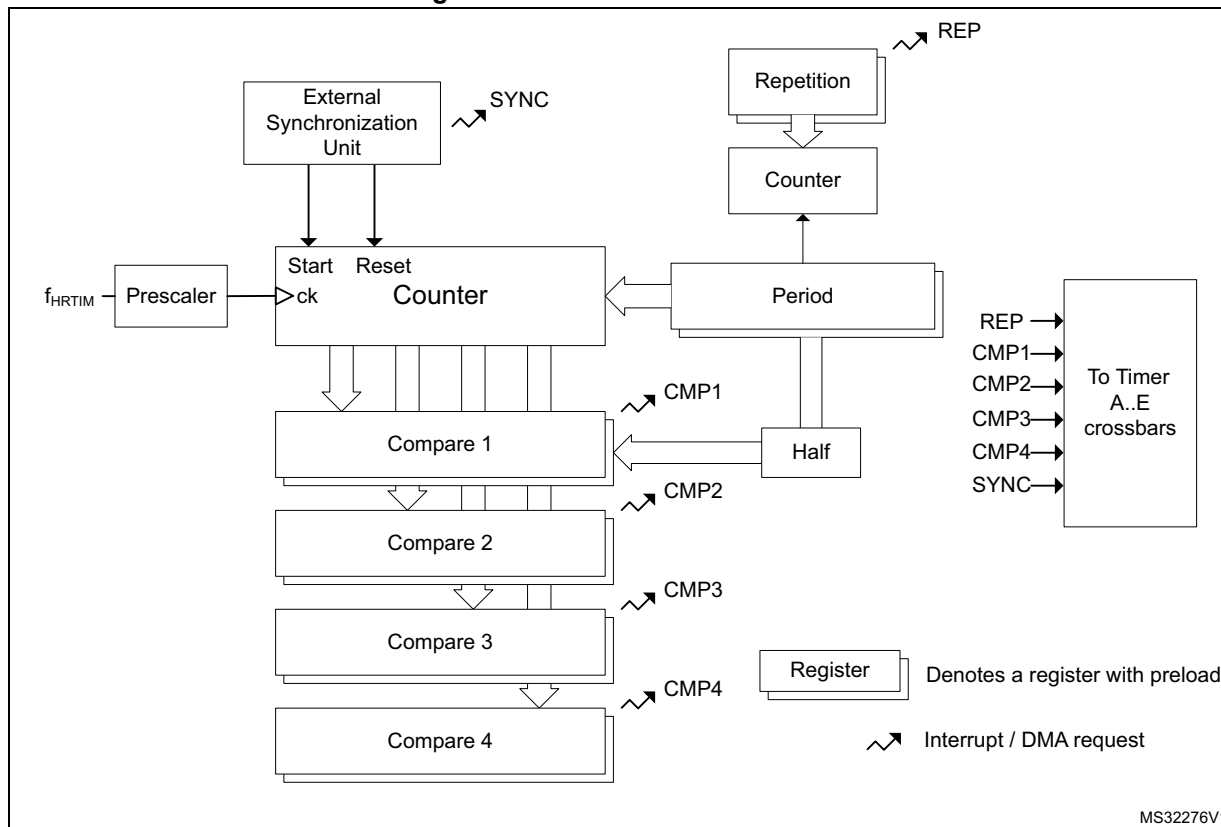 REP
Repetition
External
Synchronization
Unit
SYNC
Counter
Start Reset
fHRTIM
Prescaler
ck
Counter
Period
REP
CMP1
CMP2
CMP3
CMP4
SYNC
To Timer
A..E
crossbars
CMP1
Compare 1
Half
CMP2
Compare 2
CMP3
Compare 3
Register
Denotes a register with preload
CMP4
Compare 4
Interrupt / DMA request